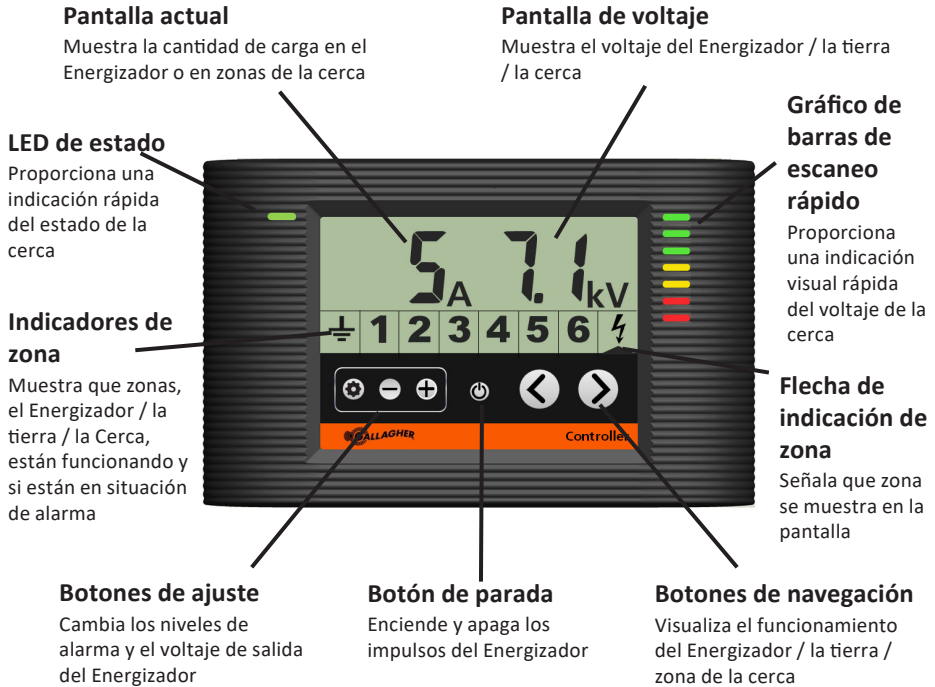 Pantalla actual
Muestra la cantidad de carga en el
Energizador o en zonas de la cerca
Pantalla de voltaje
Muestra el voltaje del Energizador / la tierra
/ la cerca
LED de estado
Proporciona una
indicación rápida
del estado de la
cerca
Gráfico de
barras de
escaneo
rápido
Proporciona
una indicación
visual rápida
del voltaje de la
cerca
5A 7.1kV
1 2 3 4 5 6
GALLAGHER
Controller
Indicadores de
zona
Muestra que zonas,
el Energizador / la
tierra / la Cerca,
están funcionando y
si están en situación
de alarma
Flecha de
indicación de
zona
Señala que zona
se muestra en la
pantalla
Botones de ajuste
Cambia los niveles de
alarma y el voltaje de salida
del Energizador
Botón de parada
Enciende y apaga los
impulsos del Energizador
Botones de navegación
Visualiza el funcionamiento
del Energizador / la tierra /
zona de la cerca